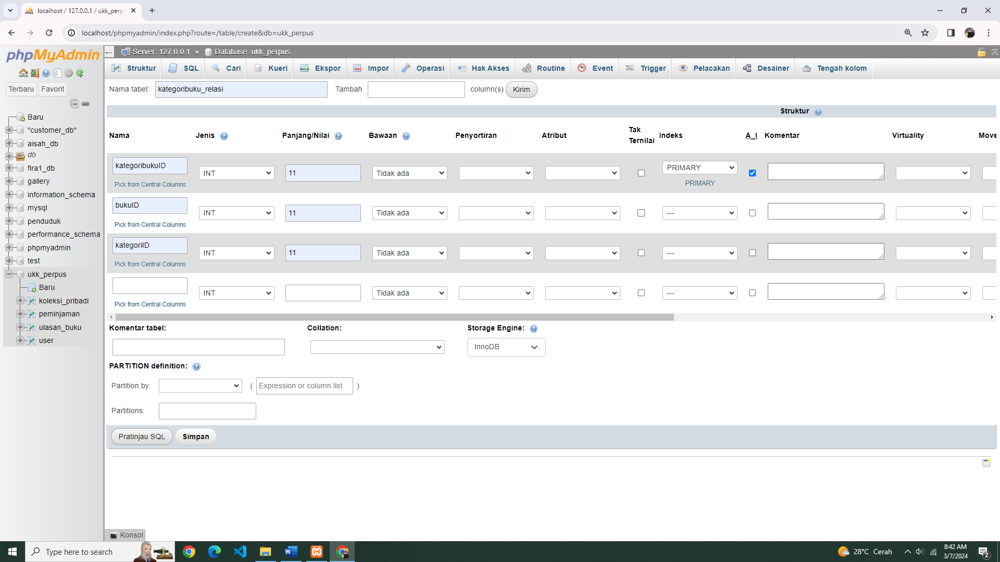 localhost / 127.0.0.1 / ukk_perp
localhost/phpmyadmin/index.php?route=/table/create&db=ukk_perpus
phpMyAdmin
Terbaru Favorit
Baru
"customer_db"
aisah_db
db
fira1_db
gallery
information_schema
mysql
penduduk
performance_schema
phpmyadmin
test
ukk_perpus
Baru
koleksi_pribadi
peminjaman
ulasan_buku
user
Server: 127.0.0.1 » Database: ukk_perpus
Struktur SQL Cari Kueri Ekspor Impor Operasi Hak Akses Routine Event Trigger Pelacakan Desainer Tengah kolom
Nama tabel: kategoribuku_relasi Tambah column(s) Kirim
Struktur
Nama Jenis Panjang/Nilai Bawaan Penyortiran Atribut Tak Ternilai Indeks A_I Komentar Virtuality Move
kategoribukuID INT 11 Tidak ada PRIMARY
Pick from Central Columns PRIMARY
bukuID INT 11 Tidak ada ---
Pick from Central Columns
kategoriID INT 11 Tidak ada ---
Pick from Central Columns
INT Tidak ada ---
Pick from Central Columns
Komentar tabel: Collation: Storage Engine:
InnoDB
PARTITION definition:
Partition by: ( Expression or column list )
Partitions:
Pratinjau SQL Simpan
Konsol
Type here to search
28°C Cerah
8:42 AM
3/7/2024
2